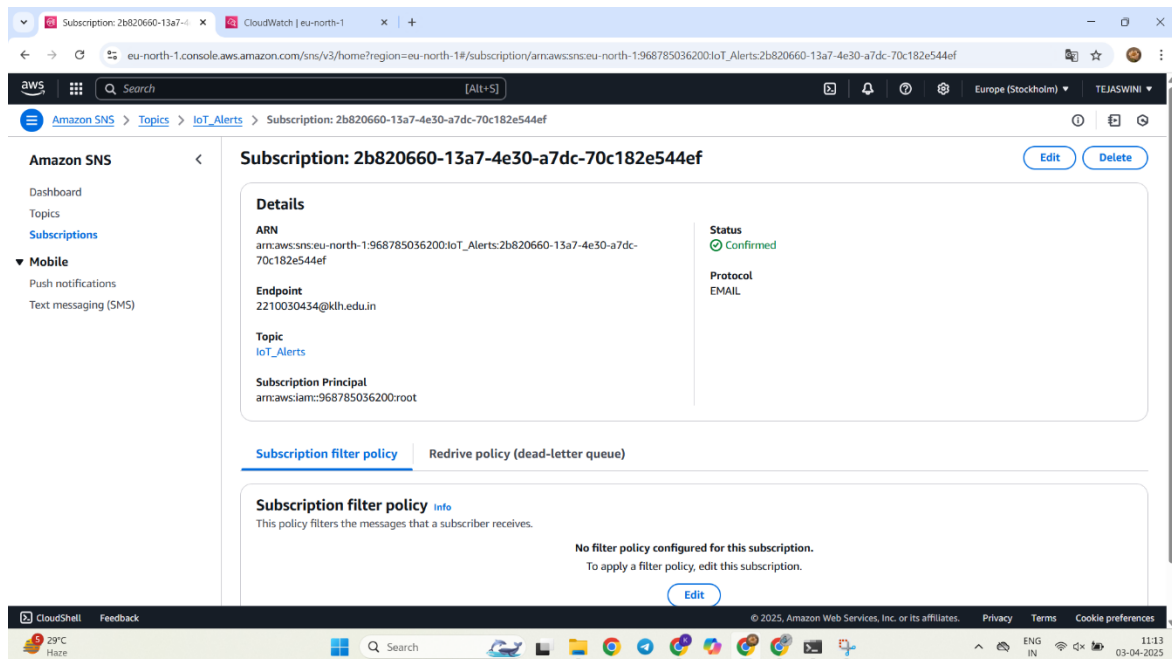 Subscription: 2b820660-13a7-4
CloudWatch | eu-north-1
eu-north-1.console.aws.amazon.com/sns/v3/home?region=eu-north-1#/subscription/arn:aws:sns:eu-north-1:968785036200:IoT_Alerts:2b820660-13a7-4e30-a7dc-70c182e544ef
aws
Search [Alt+S]
Europe (Stockholm)
TEJASWINI
Amazon SNS > Topics > IoT_Alerts > Subscription: 2b820660-13a7-4e30-a7dc-70c182e544ef
Amazon SNS
Dashboard
Topics
Subscriptions
Mobile
Push notifications
Text messaging (SMS)
Subscription: 2b820660-13a7-4e30-a7dc-70c182e544ef
Edit
Delete
Details
ARN
arn:aws:sns:eu-north-1:968785036200:IoT_Alerts:2b820660-13a7-4e30-a7dc-
70c182e544ef
Endpoint
2210030434@klh.edu.in
Topic
IoT_Alerts
Subscription Principal
arn:aws:iam::968785036200:root
Status
Confirmed
Protocol
EMAIL
Subscription filter policy
Redrive policy (dead-letter queue)
Subscription filter policy Info
This policy filters the messages that a subscriber receives.
No filter policy configured for this subscription.
To apply a filter policy, edit this subscription.
Edit
CloudShell
Feedback
© 2025, Amazon Web Services, Inc. or its affiliates.
Privacy
Terms
Cookie preferences
5
29°C
Haze
Search
ENG
IN
11:13
03-04-2025